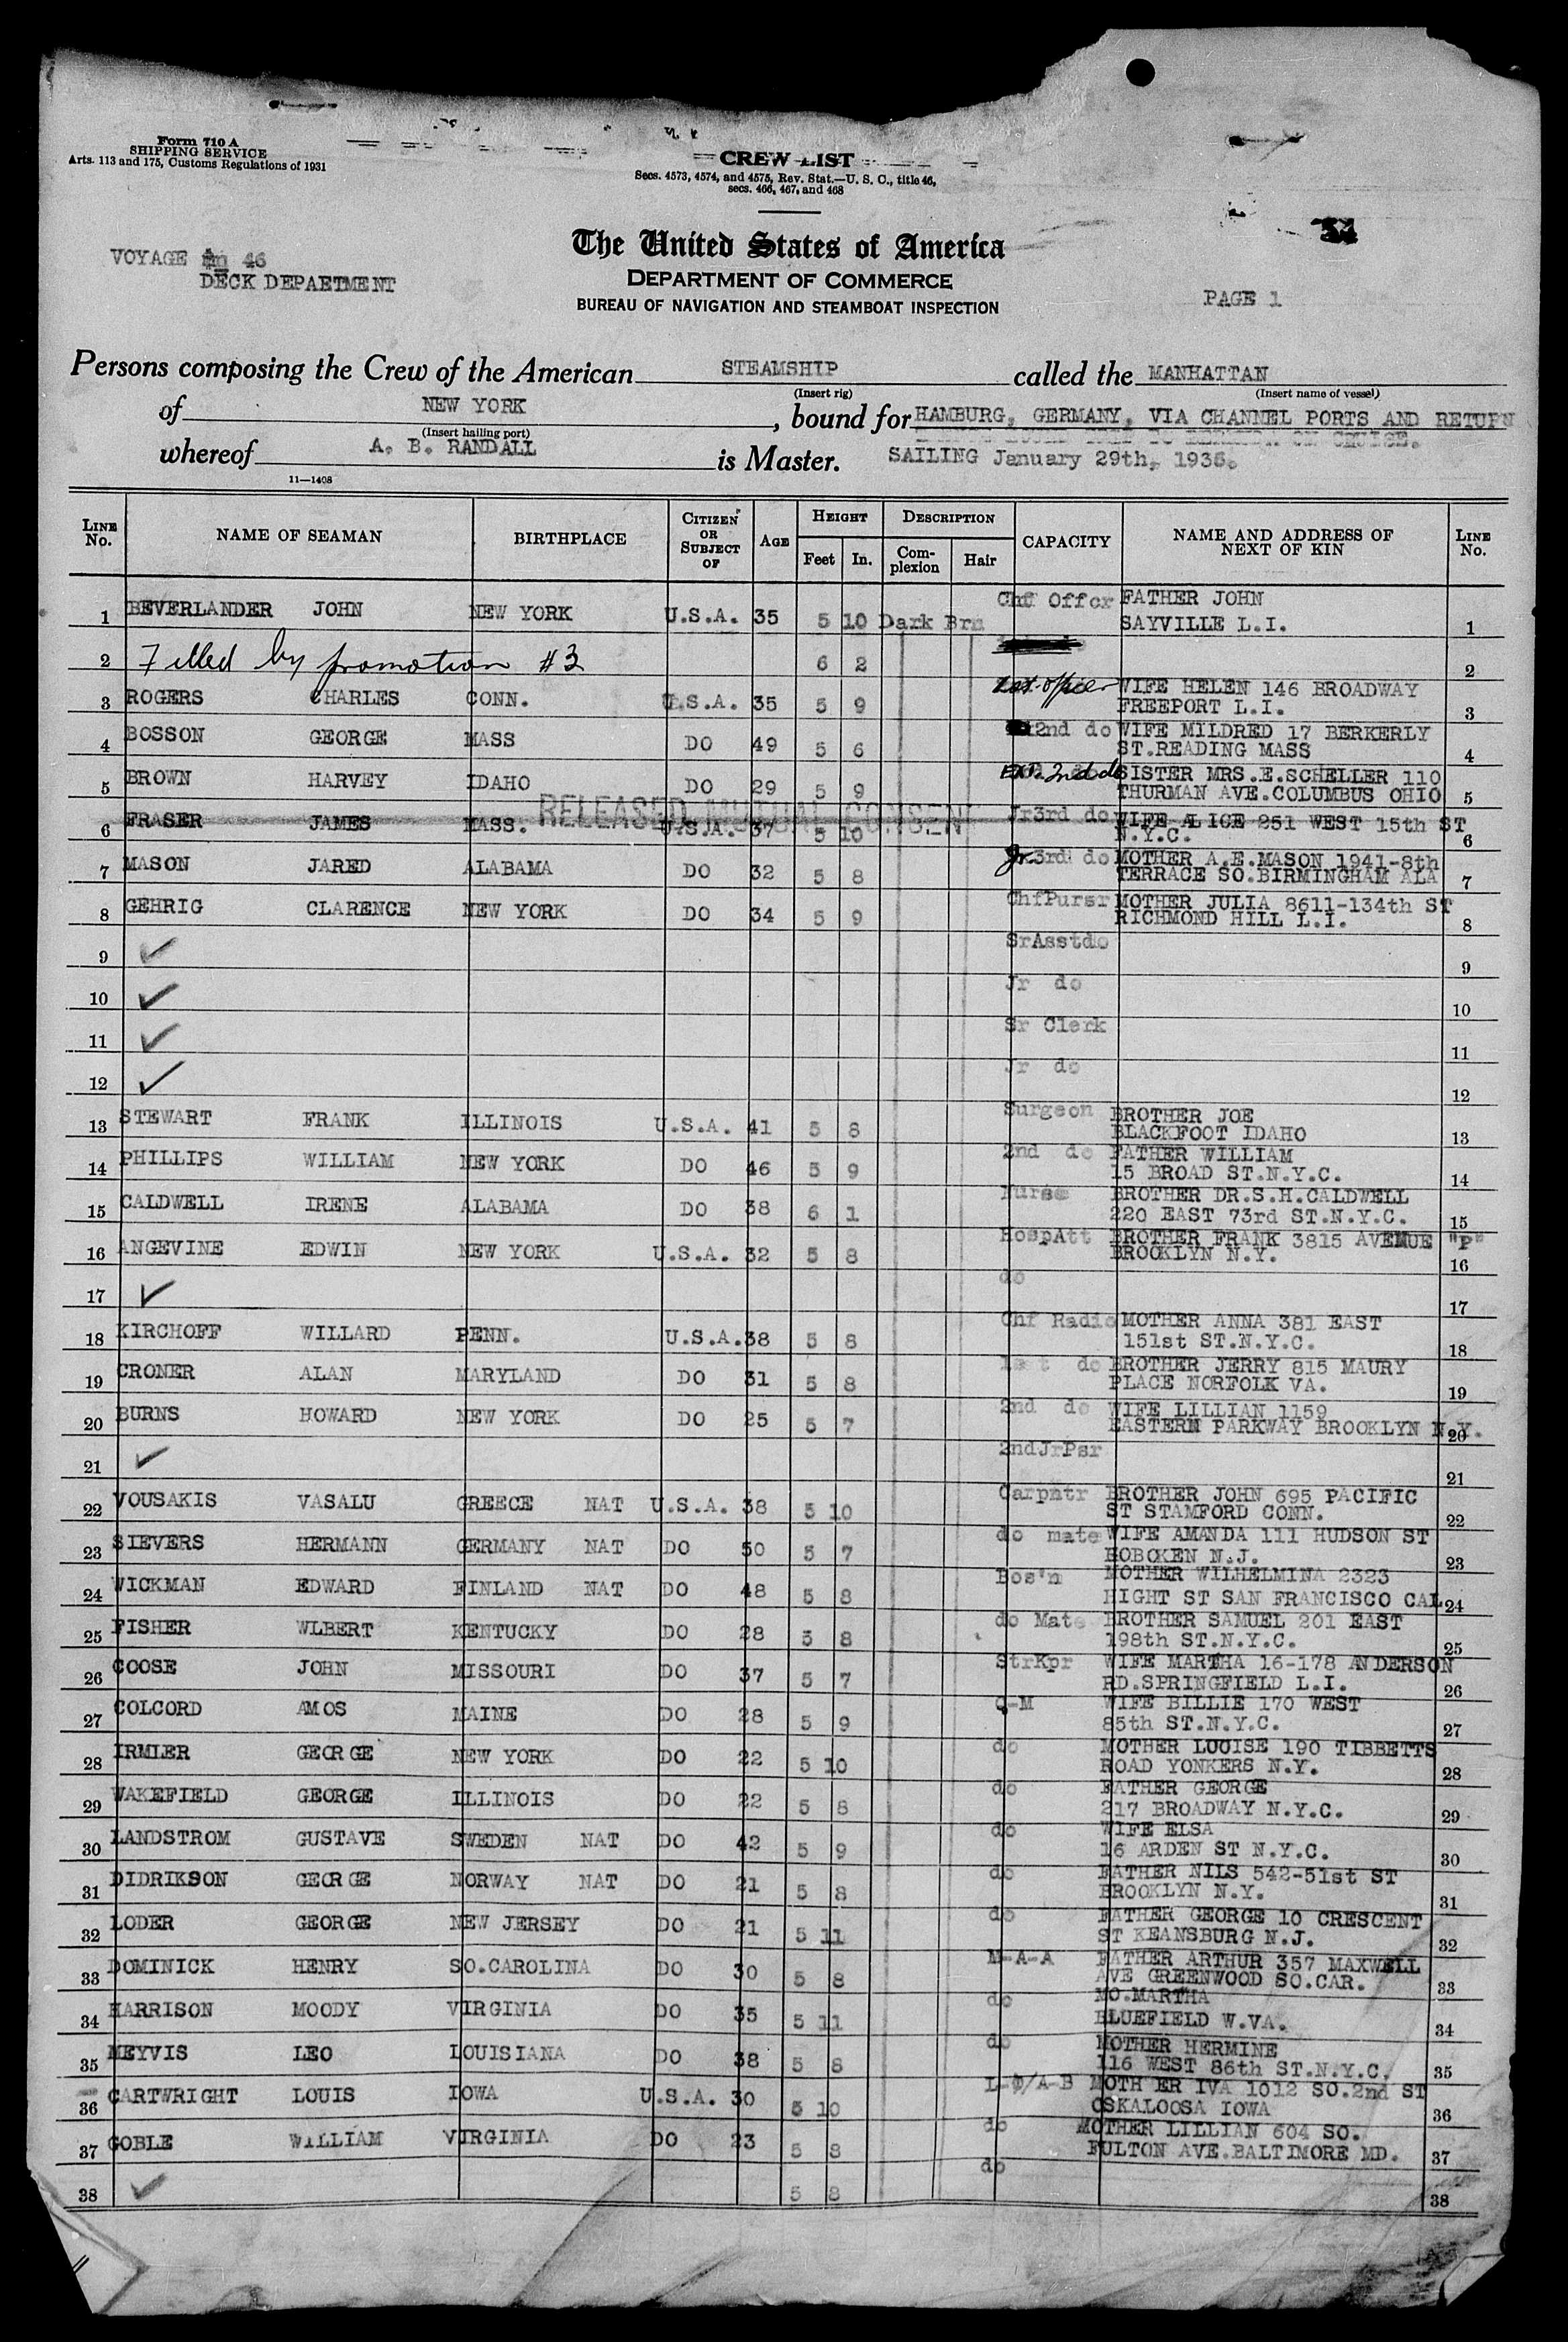 Form 710 A
SHIPPING SERVICE
Arts. 113 and 175, Customs Regulations of 1931
CREW LIST
Secs. 4573, 4574, and 4575, Rev. Stat.—U. S. C., title 46,
secs. 466, 467, and 468
The United States of America
DEPARTMENT OF COMMERCE
BUREAU OF NAVIGATION AND STEAMBOAT INSPECTION
VOYAGE 46
DECK DEPAETMENT
PAGE 1
Persons composing the Crew of the American STEAMSHIP called the MANHATTAN
(Insert rig) (Insert name of vessel)
of NEW YORK, bound for HAMBURG, GERMANY, VIA CHANNEL PORTS AND RETURN
(Insert hailing port)
whereof A. B. RANDALL is Master. SAILING January 29th, 1936.
11—1408
LINE No. NAME OF SEAMAN BIRTHPLACE CITIZEN OR SUBJECT OF AGE HEIGHT Feet In. DESCRIPTION Complexion Hair CAPACITY NAME AND ADDRESS OF NEXT OF KIN LINE No.
1 BEVERLANDER JOHN NEW YORK U.S.A. 35 5 10 Dark Brn Chf Offcr FATHER JOHN SAYVILLE L.I. 1
2 Filled by promotion #3 6 2 2
3 ROGERS CHARLES CONN. U.S.A. 35 5 9 1st. officer WIFE HELEN 146 BROADWAY FREEPORT L.I. 3
4 BOSSON GEORGE MASS DO 49 5 6 2nd do WIFE MILDRED 17 BERKERLY ST.READING MASS 4
5 BROWN HARVEY IDAHO DO 29 5 9 Ex. 2nd do SISTER MRS.E.SCHELLER 110 THURMAN AVE.COLUMBUS OHIO 5
RELEASED MUTUAL CONSEN
6 FRASER JAMES MASS. U.S.A. 37 5 10 Jr3rd do WIFE ALICE 251 WEST 15th ST N.Y.C. 6
7 MASON JARED ALABAMA DO 32 5 8 Jr. 3rd do MOTHER A.E.MASON 1941-8th TERRACE SO.BIRMINGHAM ALA 7
8 GEHRIG CLARENCE NEW YORK DO 34 5 9 ChfPursr MOTHER JULIA 8611-134th ST RICHMOND HILL L.I. 8
9 ✓ SrAsstdo 9
10 ✓ Jr do 10
11 ✓ Sr Clerk 11
12 ✓ Jr do 12
13 STEWART FRANK ILLINOIS U.S.A. 41 5 8 Surgeon BROTHER JOE BLACKFOOT IDAHO 13
14 PHILLIPS WILLIAM NEW YORK DO 46 5 9 2nd do FATHER WILLIAM 15 BROAD ST.N.Y.C. 14
15 CALDWELL IRENE ALABAMA DO 38 6 1 Nurse BROTHER DR.S.H.CALDWELL 220 EAST 73rd ST.N.Y.C. 15
16 ANGEVINE EDWIN NEW YORK U.S.A. 32 5 8 HospAtt BROTHER FRANK 3815 AVENUE "P" BROOKLYN N.Y. 16
17 ✓ do 17
18 KIRCHOFF WILLARD PENN. U.S.A. 38 5 8 Chf Radio MOTHER ANNA 381 EAST 151st ST.N.Y.C. 18
19 CRONER ALAN MARYLAND DO 31 5 8 1st do BROTHER JERRY 815 MAURY PLACE NORFOLK VA. 19
20 BURNS HOWARD NEW YORK DO 25 5 7 2nd do WIFE LILLIAN 1159 EASTERN PARKWAY BROOKLYN N.Y. 20
21 ✓ 2ndJrPsr 21
22 VOUSAKIS VASALU GREECE NAT U.S.A. 38 5 10 Carpntr BROTHER JOHN 695 PACIFIC ST STAMFORD CONN. 22
23 SIEVERS HERMANN GERMANY NAT DO 50 5 7 do mate WIFE AMANDA 111 HUDSON ST HOBOKEN N.J. 23
24 WICKMAN EDWARD FINLAND NAT DO 48 5 8 Bos'n MOTHER WILHELMINA 2323 HIGHT ST SAN FRANCISCO CAL 24
25 FISHER WLBERT KENTUCKY DO 28 5 8 do Mate BROTHER SAMUEL 201 EAST 198th ST.N.Y.C. 25
26 COOSE JOHN MISSOURI DO 37 5 7 StrKpr WIFE MARTHA 16-178 ANDERSON RD.SPRINGFIELD L.I. 26
27 COLCORD AMOS MAINE DO 28 5 9 Q-M WIFE BILLIE 170 WEST 85th ST.N.Y.C. 27
28 IRMLER GEORGE NEW YORK DO 22 5 10 do MOTHER LOUISE 190 TIBBETTS ROAD YONKERS N.Y. 28
29 WAKEFIELD GEORGE ILLINOIS DO 22 5 8 do FATHER GEORGE 217 BROADWAY N.Y.C. 29
30 LANDSTROM GUSTAVE SWEDEN NAT DO 42 5 9 do WIFE ELSA 16 ARDEN ST N.Y.C. 30
31 DIDRIKSON GEORGE NORWAY NAT DO 21 5 8 do FATHER NILS 542-51st ST BROOKLYN N.Y. 31
32 LODER GEORGE NEW JERSEY DO 21 5 11 do FATHER GEORGE 10 CRESCENT ST KEANSBURG N.J. 32
33 DOMINICK HENRY SO.CAROLINA DO 30 5 8 M-A-A FATHER ARTHUR 357 MAXWELL AVE GREENWOOD SO.CAR. 33
34 HARRISON MOODY VIRGINIA DO 35 5 11 do MO.MARTHA BLUEFIELD W.VA. 34
35 MEYVIS LEO LOUISIANA DO 38 5 8 do MOTHER HERMINE 116 WEST 86th ST.N.Y.C. 35
36 CARTWRIGHT LOUIS IOWA U.S.A. 30 5 10 L-O/A-B MOTHER IVA 1012 SO.2nd ST OSKALOOSA IOWA 36
37 GOBLE WILLIAM VIRGINIA DO 23 5 8 do MOTHER LILLIAN 604 SO. FULTON AVE.BALTIMORE MD. 37
38 ✓ 5 8 do 38